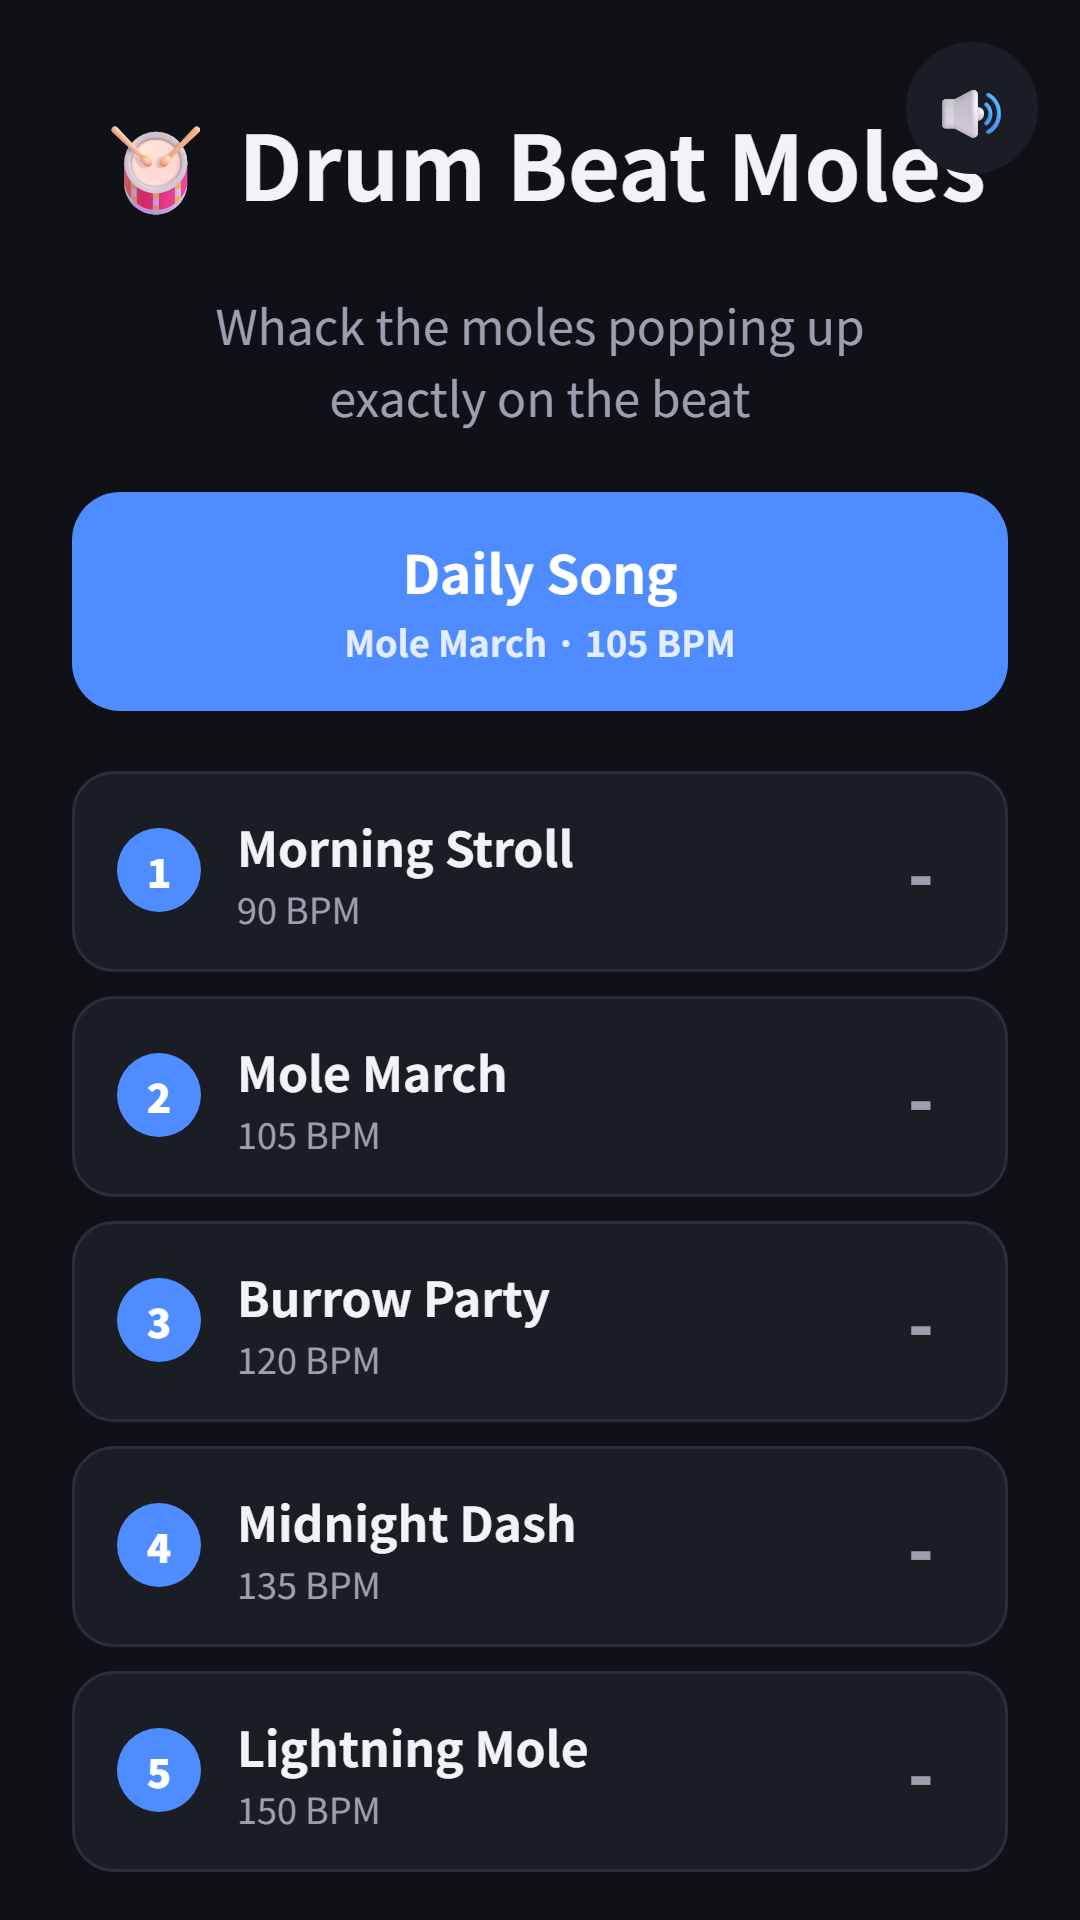 Drum Beat Moles
Whack the moles popping up
exactly on the beat
Daily Song
Mole March · 105 BPM
1
Morning Stroll
90 BPM
-
2
Mole March
105 BPM
-
3
Burrow Party
120 BPM
-
4
Midnight Dash
135 BPM
-
5
Lightning Mole
150 BPM
-